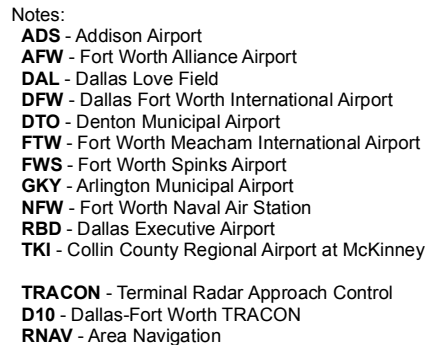 Notes:
ADS - Addison Airport
AFW - Fort Worth Alliance Airport
DAL - Dallas Love Field
DFW - Dallas Fort Worth International Airport
DTO - Denton Municipal Airport
FTW - Fort Worth Meacham International Airport
FWS - Fort Worth Spinks Airport
GKY - Arlington Municipal Airport
NFW - Fort Worth Naval Air Station
RBD - Dallas Executive Airport
TKI - Collin County Regional Airport at McKinney
TRACON - Terminal Radar Approach Control
D10 - Dallas-Fort Worth TRACON
RNAV - Area Navigation